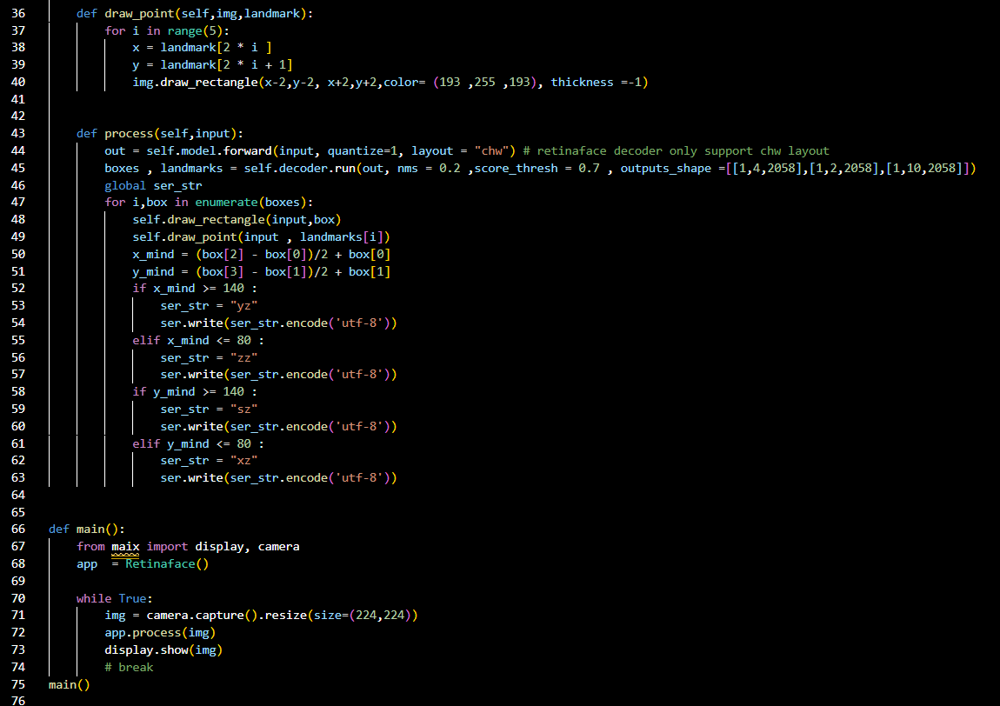 36 def draw_point(self,img,landmark):
37 for i in range(5):
38 x = landmark[2 * i ]
39 y = landmark[2 * i + 1]
40 img.draw_rectangle(x-2,y-2, x+2,y+2,color= (193 ,255 ,193), thickness =-1)
41
42
43 def process(self,input):
44 out = self.model.forward(input, quantize=1, layout = "chw") # retinaface decoder only support chw layout
45 boxes , landmarks = self.decoder.run(out, nms = 0.2 ,score_thresh = 0.7 , outputs_shape =[[1,4,2058],[1,2,2058],[1,10,2058]])
46 global ser_str
47 for i,box in enumerate(boxes):
48 self.draw_rectangle(input,box)
49 self.draw_point(input , landmarks[i])
50 x_mind = (box[2] - box[0])/2 + box[0]
51 y_mind = (box[3] - box[1])/2 + box[1]
52 if x_mind >= 140 :
53 ser_str = "yz"
54 ser.write(ser_str.encode('utf-8'))
55 elif x_mind <= 80 :
56 ser_str = "zz"
57 ser.write(ser_str.encode('utf-8'))
58 if y_mind >= 140 :
59 ser_str = "sz"
60 ser.write(ser_str.encode('utf-8'))
61 elif y_mind <= 80 :
62 ser_str = "xz"
63 ser.write(ser_str.encode('utf-8'))
64
65
66 def main():
67 from maix import display, camera
68 app = Retinaface()
69
70 while True:
71 img = camera.capture().resize(size=(224,224))
72 app.process(img)
73 display.show(img)
74 # break
75 main()
76